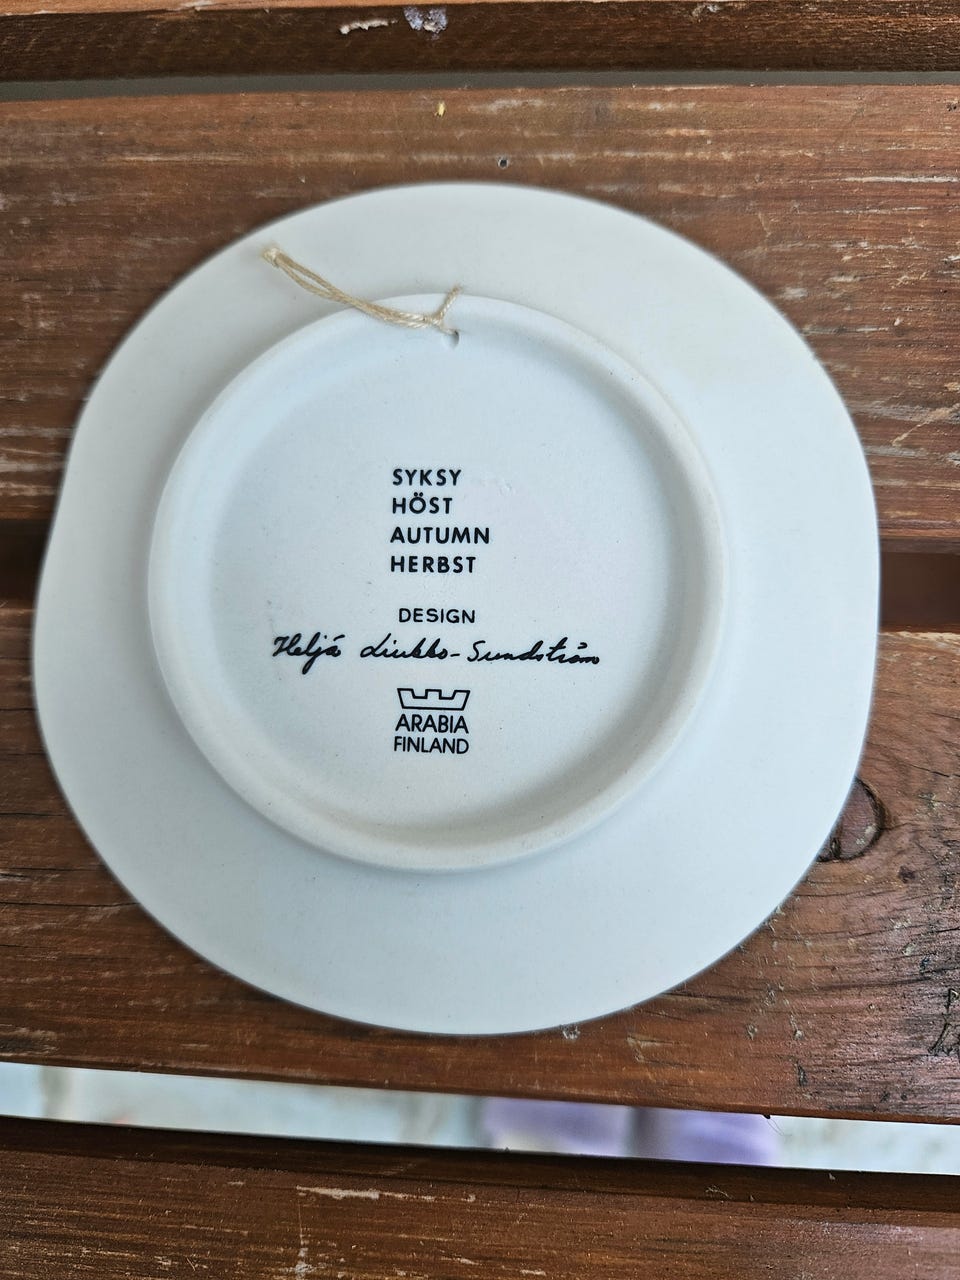 SYKSY
HÖST
AUTUMN
HERBST
DESIGN
Heljä Liukko-Sundström
ARABIA
FINLAND